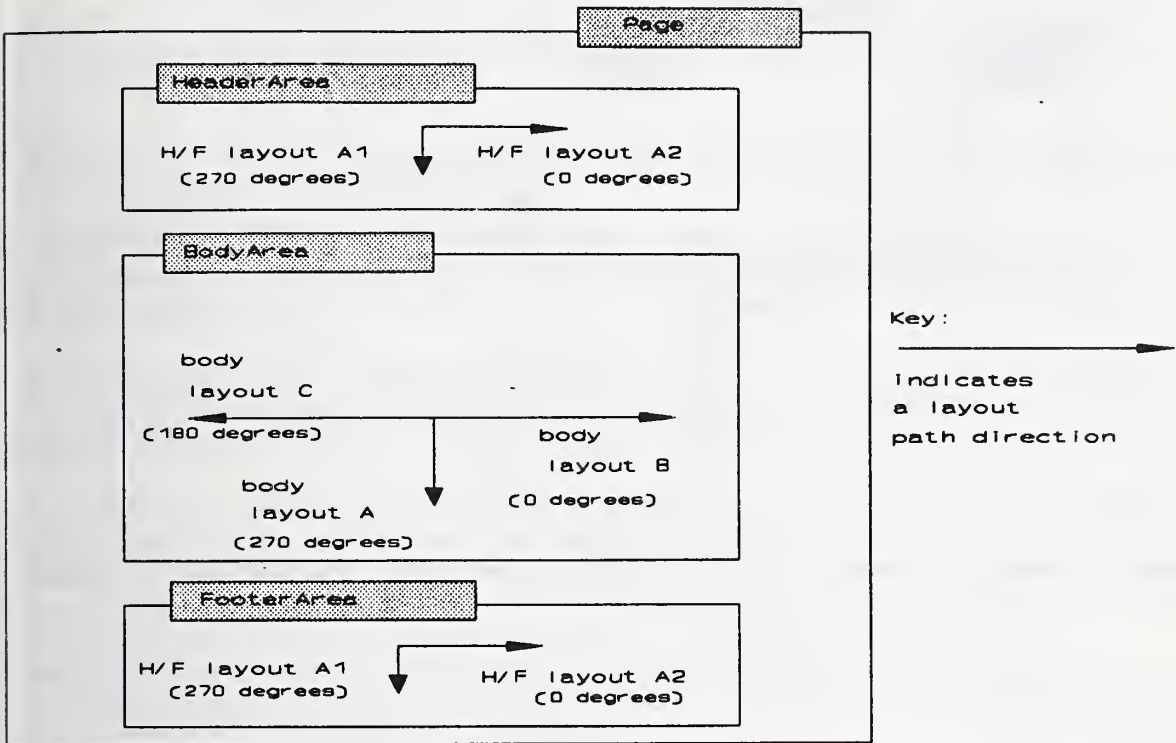 Page
HeaderArea
H/F layout A1
(270 degrees)
H/F layout A2
(0 degrees)
BodyArea
body
layout C
(180 degrees)
body
layout B
(0 degrees)
body
layout A
(270 degrees)
FooterArea
H/F layout A1
(270 degrees)
H/F layout A2
(0 degrees)
Key:
indicates
a layout
path direction